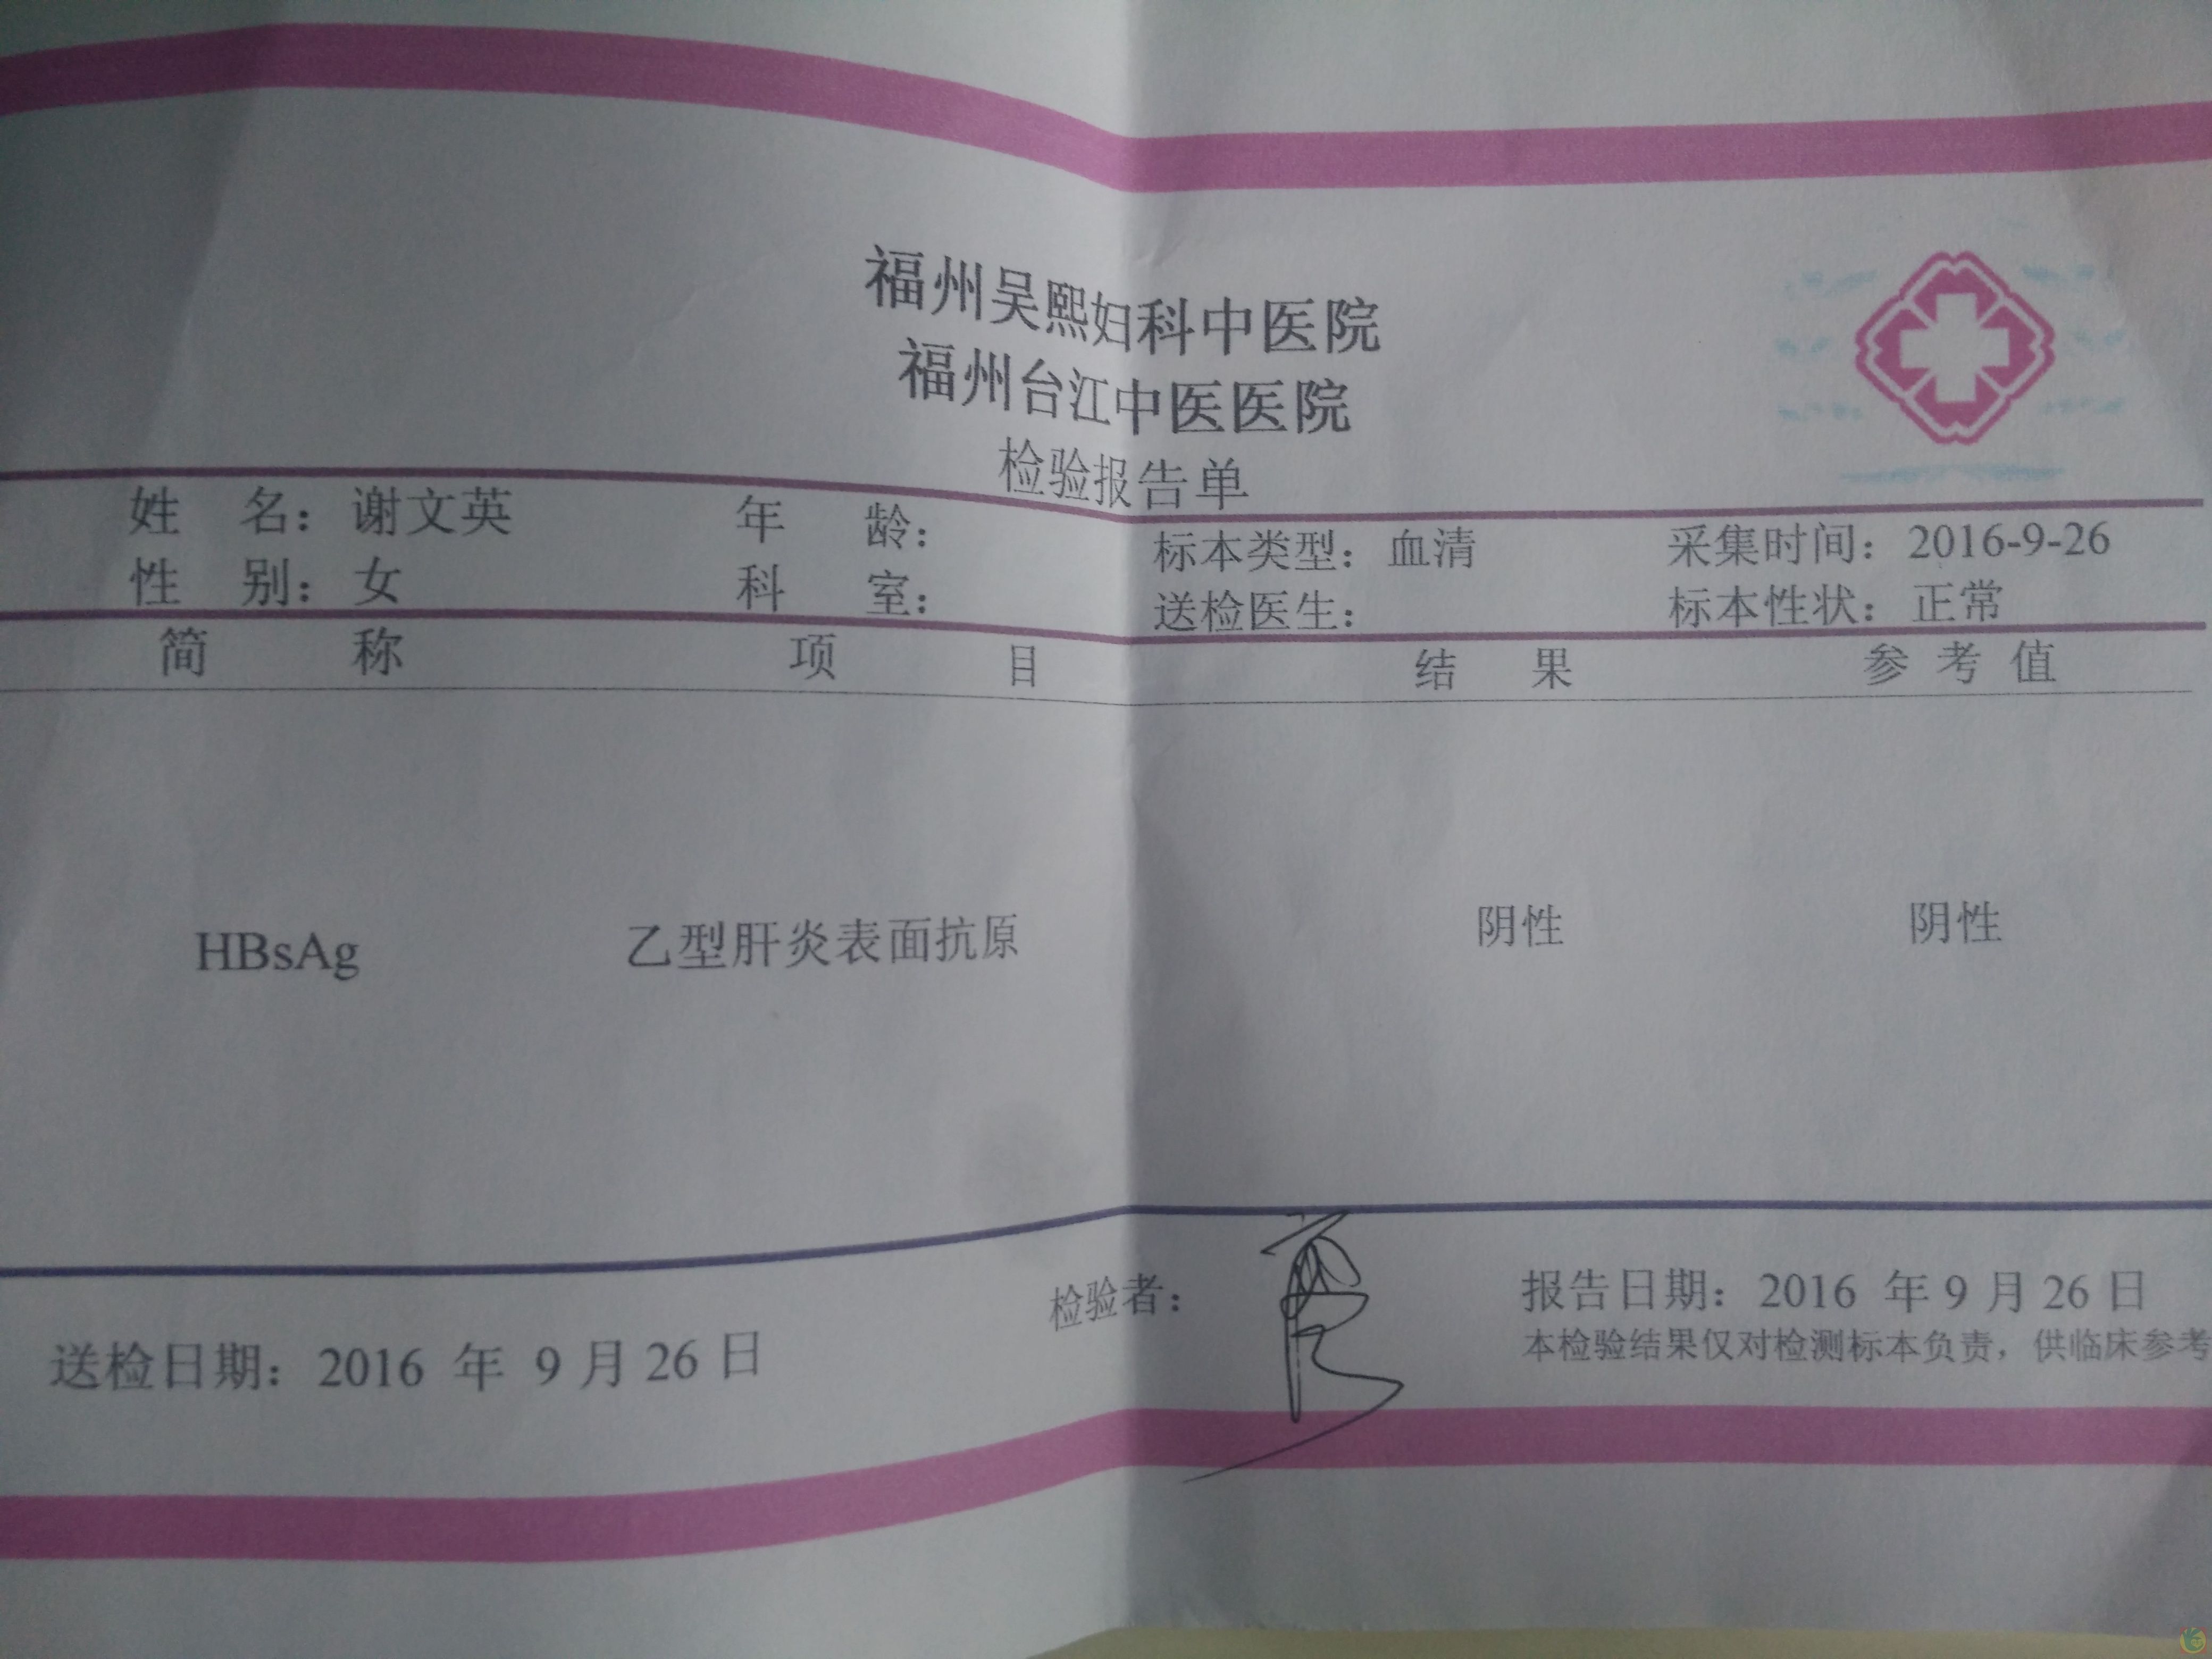 福州吴熙妇科中医院
福州台江中医医院
检验报告单
姓 名：谢文英 年 龄： 标本类型：血清 采集时间：2016-9-26
性 别：女 科 室： 送检医生： 标本性状：正常
简 称 项 目 结 果 参 考 值
HBsAg 乙型肝炎表面抗原 阴性 阴性
送检日期：2016 年 9 月 26 日 检验者： 报告日期：2016 年 9 月 26 日
本检验结果仅对检测标本负责，供临床参考